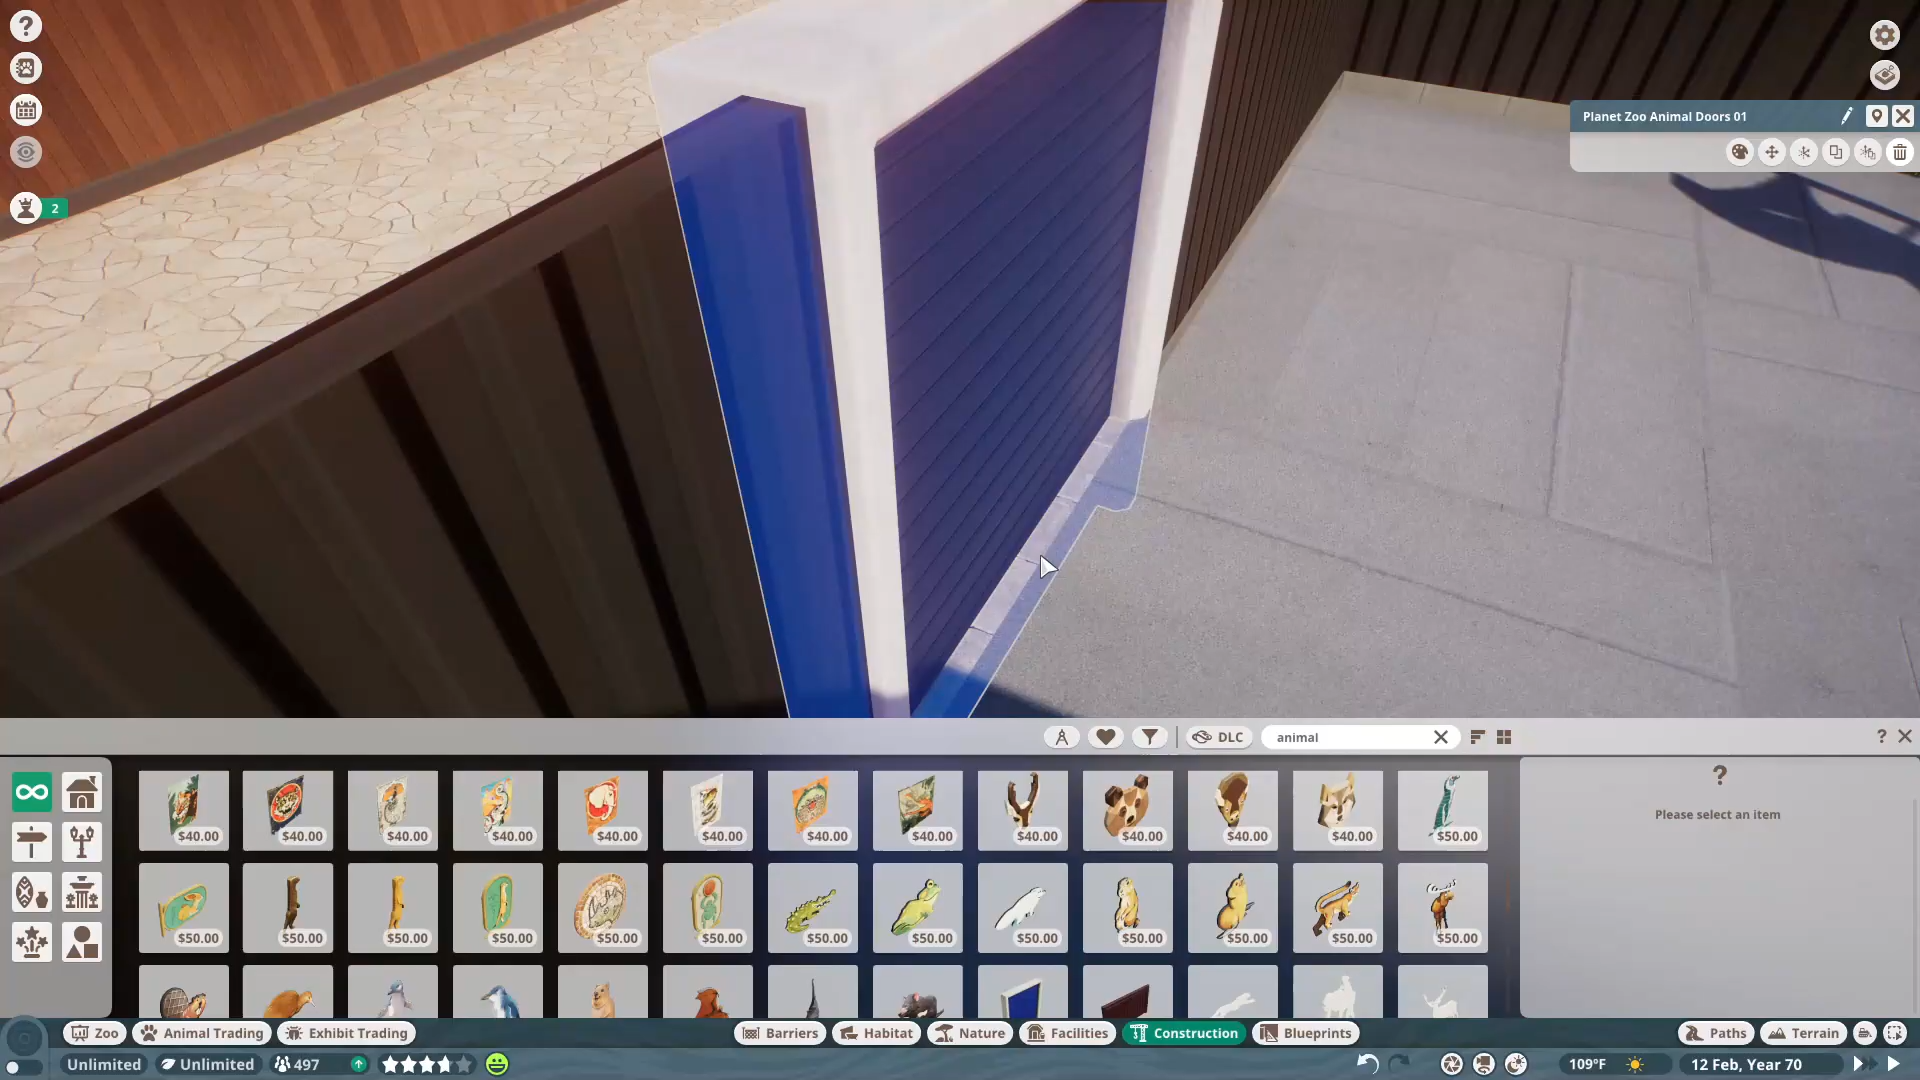 2
Planet Zoo Animal Doors 01
DLC
animal
?
$40.00 $40.00 $40.00 $40.00 $40.00 $40.00 $40.00 $40.00 $40.00 $40.00 $40.00 $40.00 $50.00
?
Please select an item
$50.00 $50.00 $50.00 $50.00 $50.00 $50.00 $50.00 $50.00 $50.00 $50.00 $50.00 $50.00 $50.00
Zoo Animal Trading Exhibit Trading Barriers Habitat Nature Facilities Construction Blueprints Paths Terrain
Unlimited Unlimited 497 109°F 12 Feb, Year 70